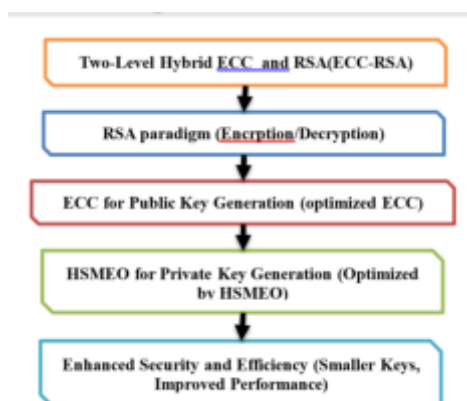 Two-Level Hybrid ECC and RSA(ECC-RSA)
RSA paradigm (Encrption/Decryption)
ECC for Public Key Generation (optimized ECC)
HSMEO for Private Key Generation (Optimized
by HSMEO)
Enhanced Security and Efficiency (Smaller Keys,
Improved Performance)